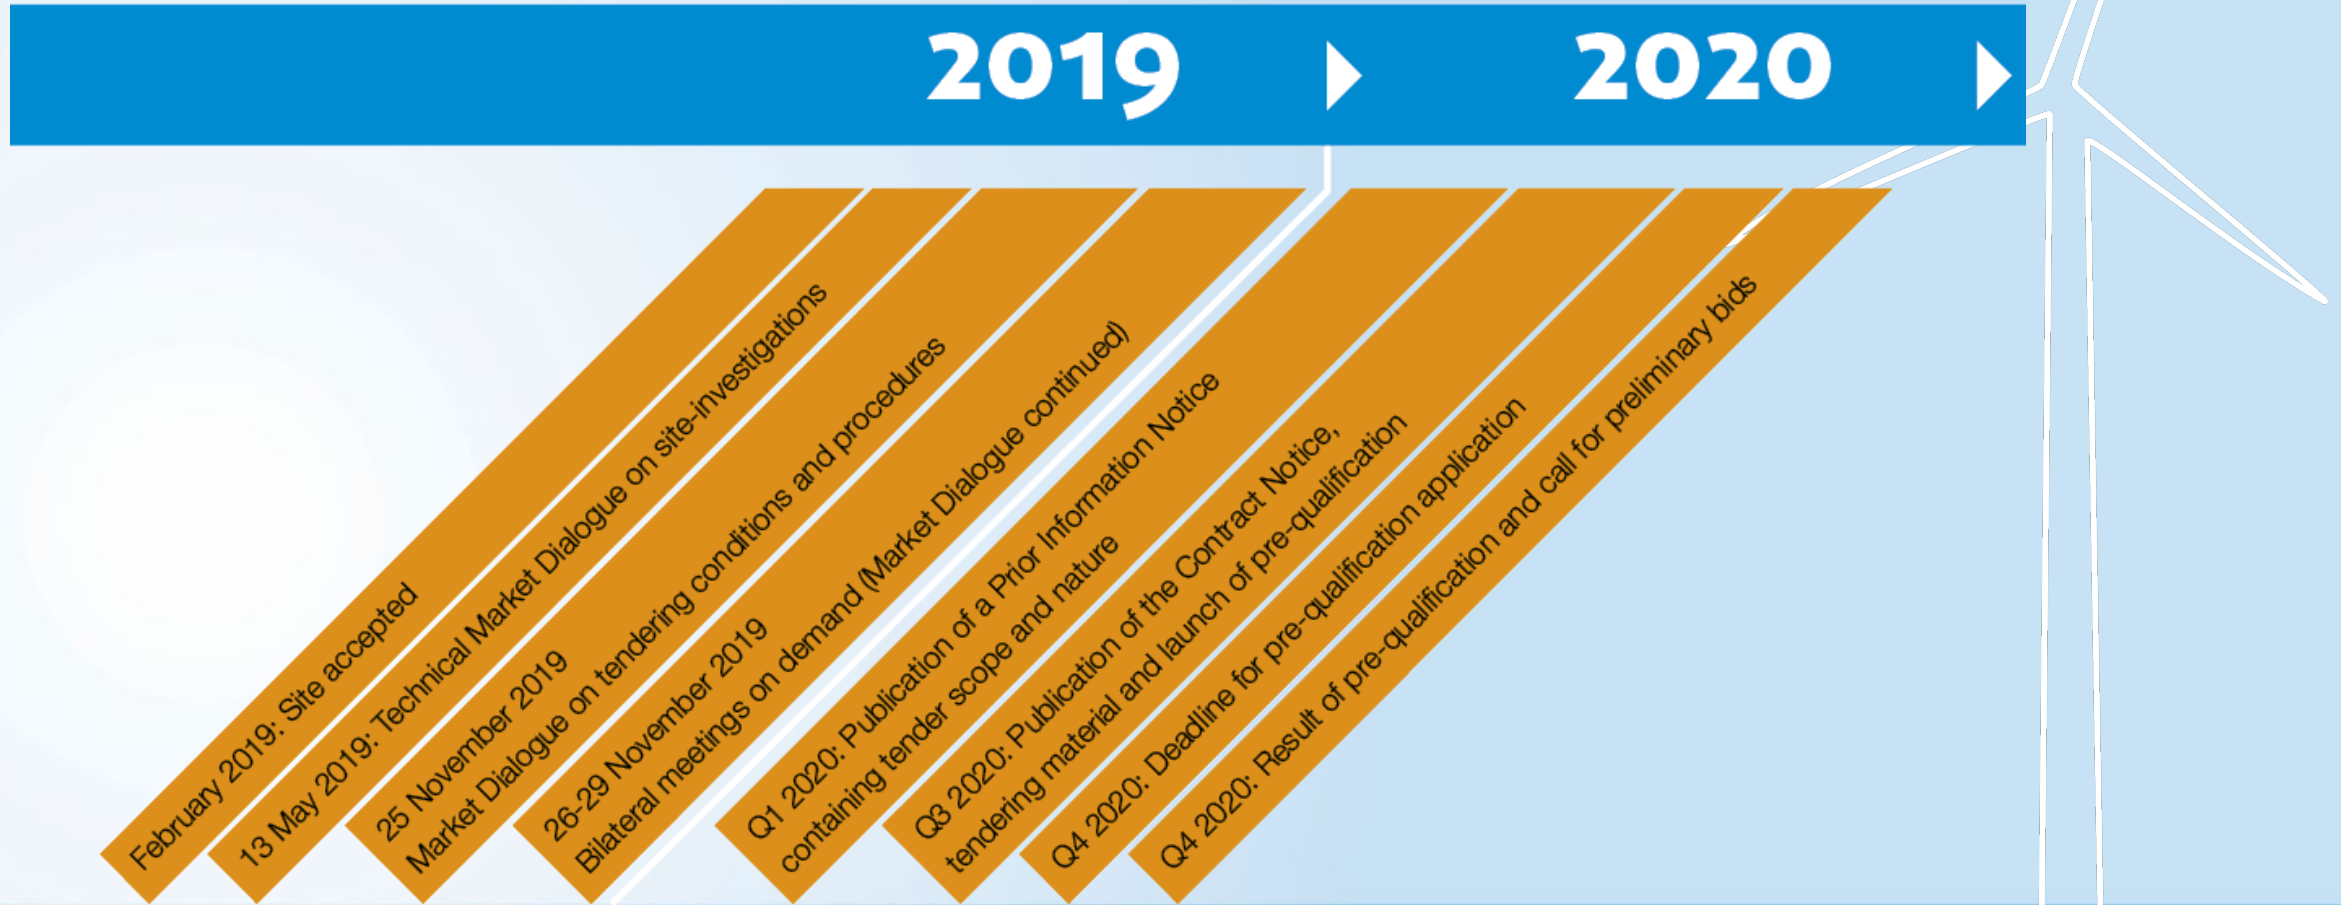 2019
2020
February 2019: Site accepted
13 May 2019: Technical Market Dialogue on site-investigations
25 November 2019
Market Dialogue on tendering conditions and procedures
26-29 November 2019
Bilateral meetings on demand (Market Dialogue continued)
Q1 2020: Publication of a Prior Information Notice
containing tender scope and nature
Q3 2020: Publication of the Contract Notice,
tendering material and launch of pre-qualification
Q4 2020: Deadline for pre-qualification application
Q4 2020: Result of pre-qualification and call for preliminary bids